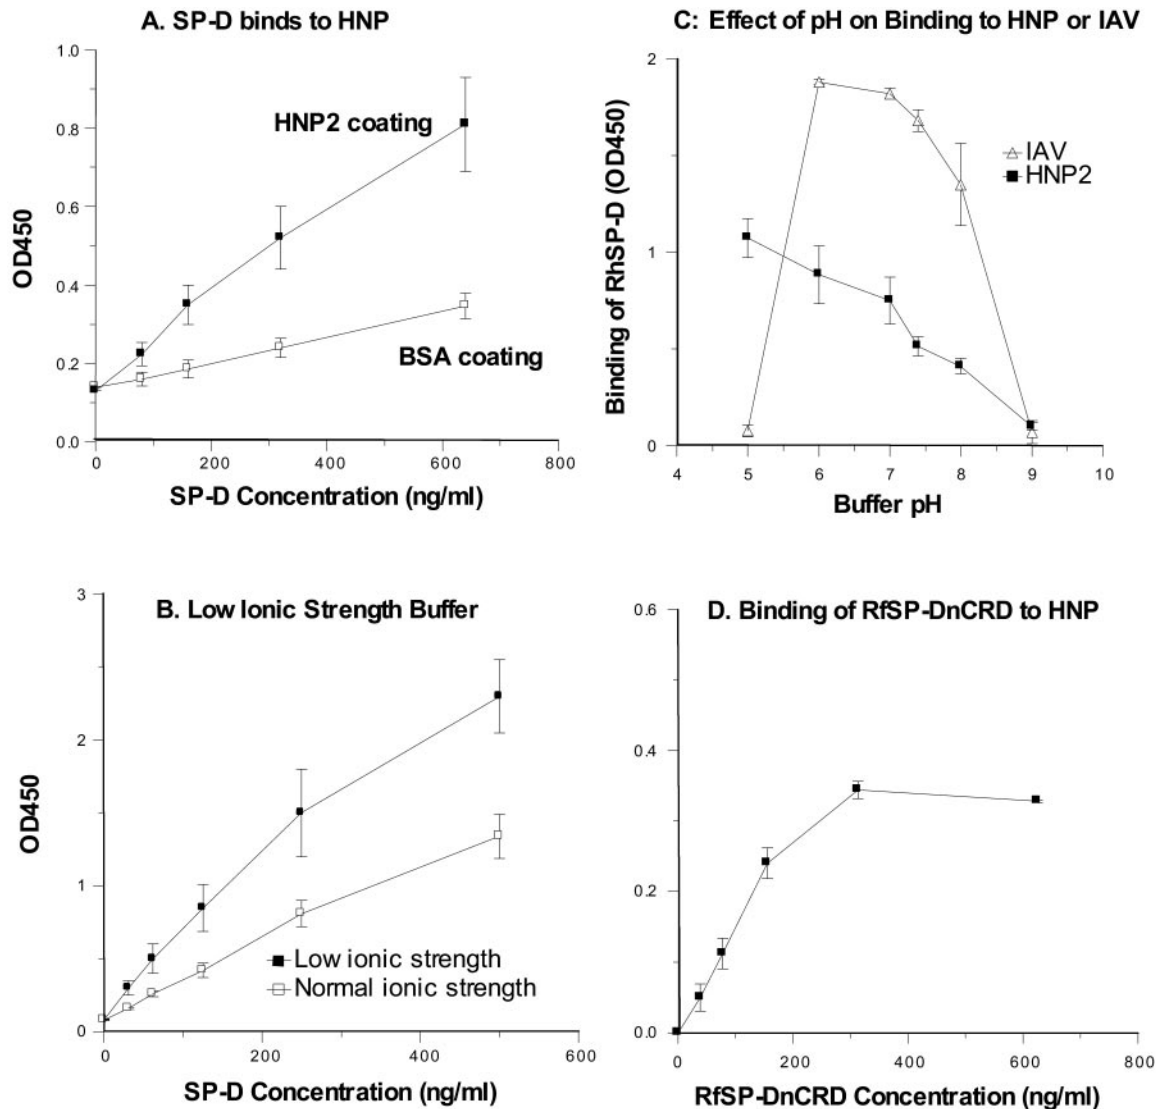 A. SP-D binds to HNP
1.0
0.8
0.6
0.4
0.2
0.0
OD450
HNP2 coating
BSA coating
0 200 400 600 800
SP-D Concentration (ng/ml)
C: Effect of pH on Binding to HNP or IAV
2
1
0
Binding of RhSP-D (OD450)
IAV
HNP2
4 5 6 7 8 9 10
Buffer pH
B. Low Ionic Strength Buffer
3
2
1
0
OD450
Low ionic strength
Normal ionic strength
0 200 400 600
SP-D Concentration (ng/ml)
D. Binding of RfSP-DnCRD to HNP
0.6
0.4
0.2
0.0
0 200 400 600 800
RfSP-DnCRD Concentration (ng/ml)